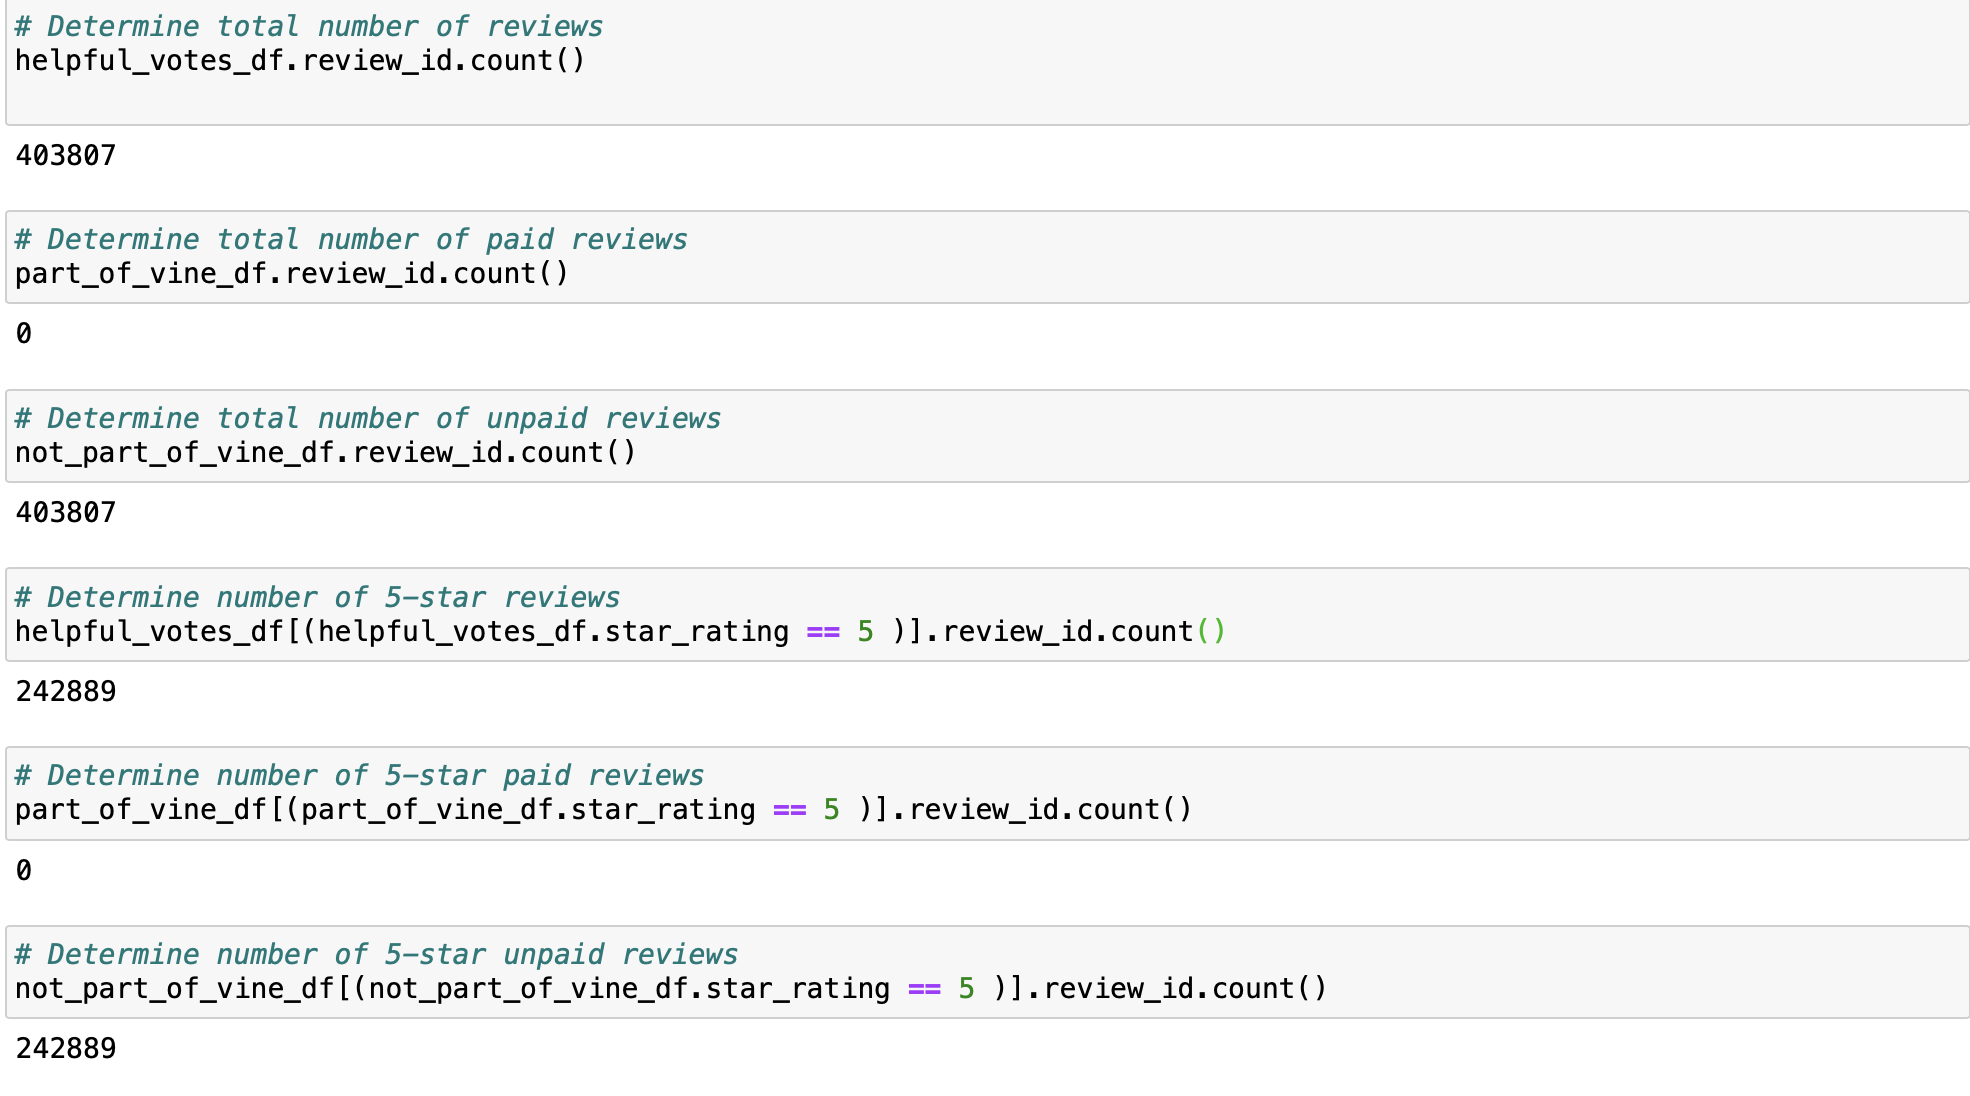 # Determine total number of reviews
helpful_votes_df.review_id.count()
403807
# Determine total number of paid reviews
part_of_vine_df.review_id.count()
0
# Determine total number of unpaid reviews
not_part_of_vine_df.review_id.count()
403807
# Determine number of 5-star reviews
helpful_votes_df[(helpful_votes_df.star_rating == 5 )].review_id.count()
242889
# Determine number of 5-star paid reviews
part_of_vine_df[(part_of_vine_df.star_rating == 5 )].review_id.count()
0
# Determine number of 5-star unpaid reviews
not_part_of_vine_df[(not_part_of_vine_df.star_rating == 5 )].review_id.count()
242889